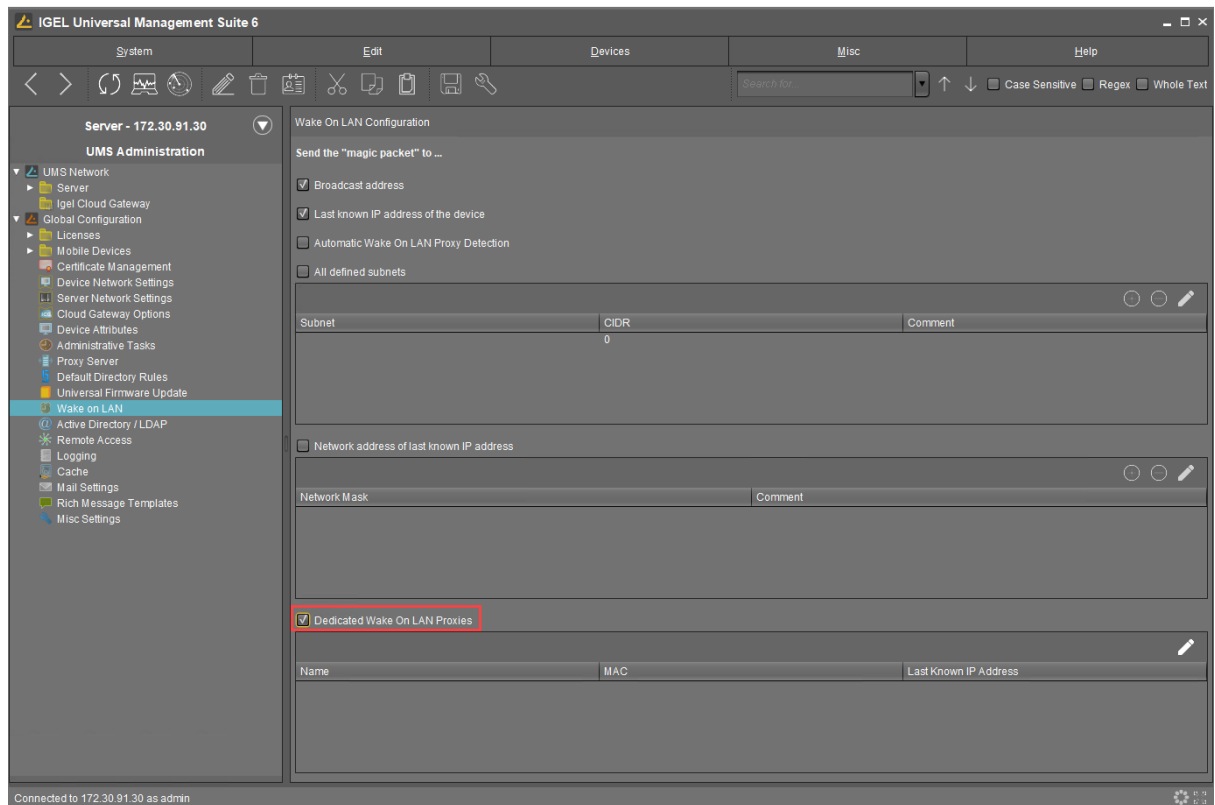 IGEL Universal Management Suite 6
System Edit Devices Misc Help
Search for...
Case Sensitive Regex Whole Text
Server - 172.30.91.30
UMS Administration
UMS Network
Server
Igel Cloud Gateway
Global Configuration
Licenses
Mobile Devices
Certificate Management
Device Network Settings
Server Network Settings
Cloud Gateway Options
Device Attributes
Administrative Tasks
Proxy Server
Default Directory Rules
Universal Firmware Update
Wake on LAN
Active Directory / LDAP
Remote Access
Logging
Cache
Mail Settings
Rich Message Templates
Misc Settings
Wake On LAN Configuration
Send the "magic packet" to ...
Broadcast address
Last known IP address of the device
Automatic Wake On LAN Proxy Detection
All defined subnets
Subnet CIDR Comment
0
Network address of last known IP address
Network Mask Comment
Dedicated Wake On LAN Proxies
Name MAC Last Known IP Address
Connected to 172.30.91.30 as admin